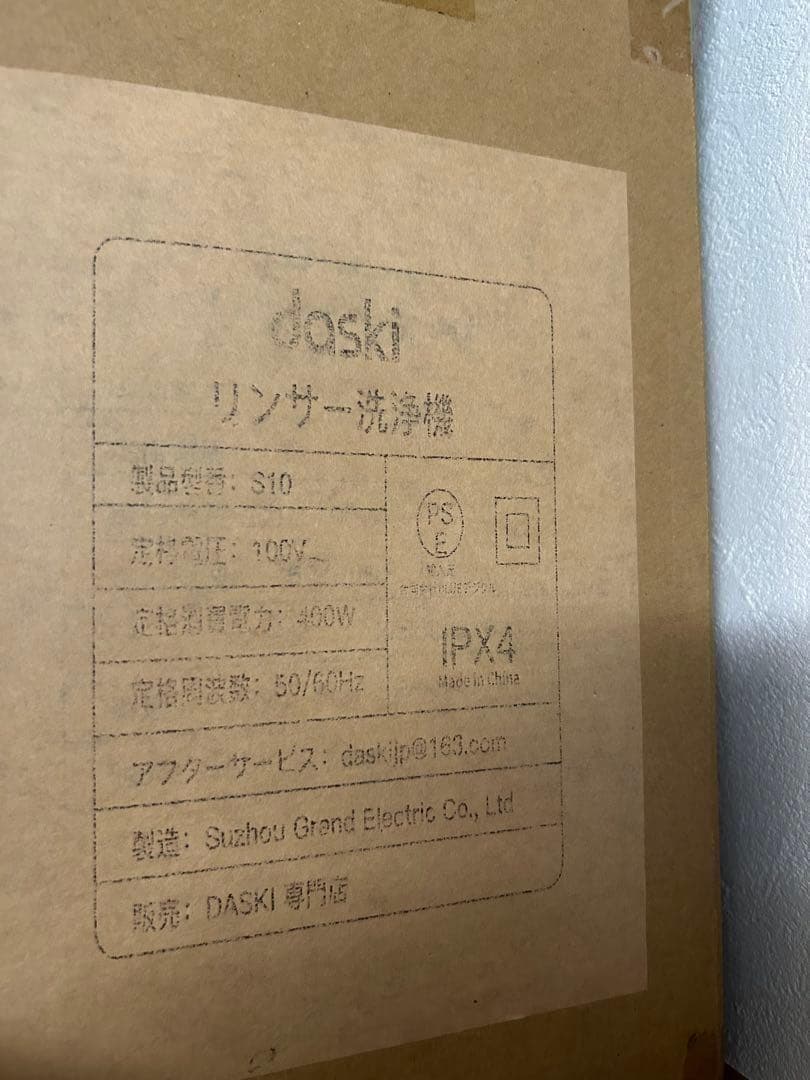 daski
リンサー洗浄機
製品型番: S10
定格電圧: 100V~
定格消費電力: 400W
定格周波数: 50/60Hz
PS
E
輸入元
IPX4
Made in China
アフターサービス: daskijp@163.com
製造: Suzhou Grand Electric Co., Ltd
販売: DASKI 専門店